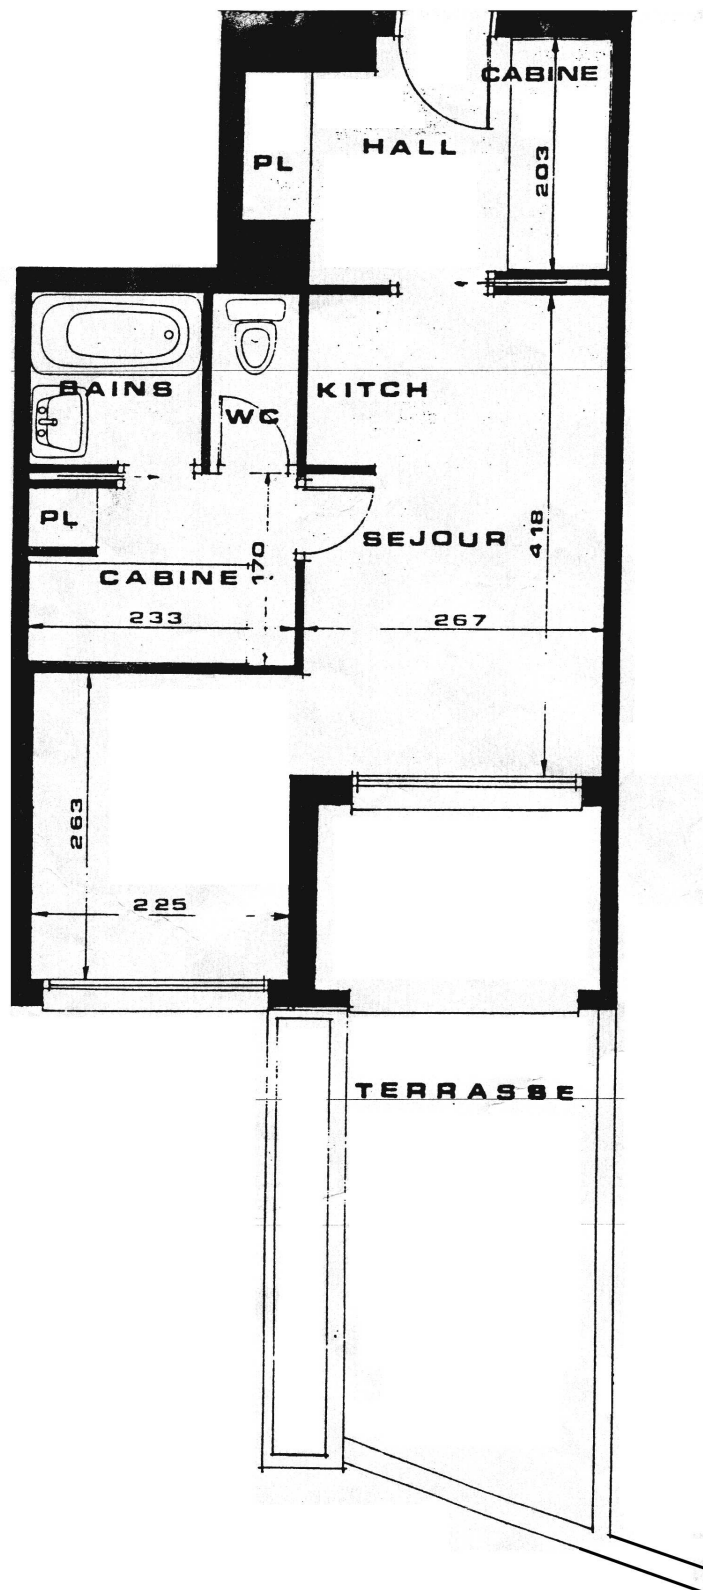 CABINE
HALL
PL
203
BAINS
WC
KITCH
PL
SEJOUR
418
CABINE
170
233
267
263
225
TERRASSE